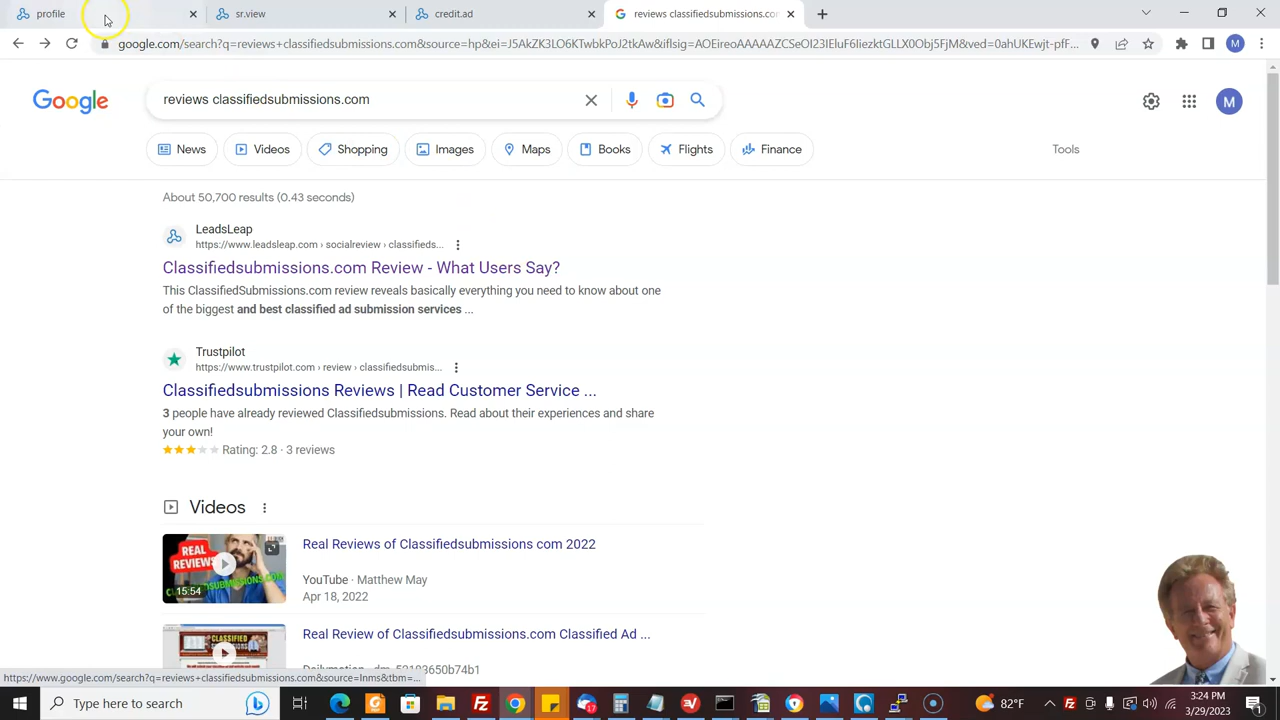 profile
sr.view
credit.ad
reviews classifiedsubmissions.com
google.com/search?q=reviews+classifiedsubmissions.com&source=hp&ei=J5AkZK3LO6KTwbkPoJ2tkAw&iflsig=AOEireoAAAAAZCSeOI23IEluF6IiezktGLLX0Obj5FjM&ved=0ahUKEwjt-pfF...
M
Google
reviews classifiedsubmissions.com
M
News
Videos
Shopping
Images
Maps
Books
Flights
Finance
Tools
About 50,700 results (0.43 seconds)
LeadsLeap
https://www.leadsleap.com › socialreview › classifieds...
Classifiedsubmissions.com Review - What Users Say?
This ClassifiedSubmissions.com review reveals basically everything you need to know about one
of the biggest and best classified ad submission services ...
Trustpilot
https://www.trustpilot.com › review › classifiedsubmis...
Classifiedsubmissions Reviews | Read Customer Service ...
3 people have already reviewed Classifiedsubmissions. Read about their experiences and share
your own!
Rating: 2.8 · 3 reviews
Videos
REAL
REVIEWS
15:54
Real Reviews of Classifiedsubmissions com 2022
YouTube · Matthew May
Apr 18, 2022
CLASSIFIED
Real Review of Classifiedsubmissions.com Classified Ad ...
https://www.google.com/search?q=reviews+classifiedsubmissions.com&source=lnms&tbm=...
Type here to search
17
82°F
3:24 PM
3/29/2023
1